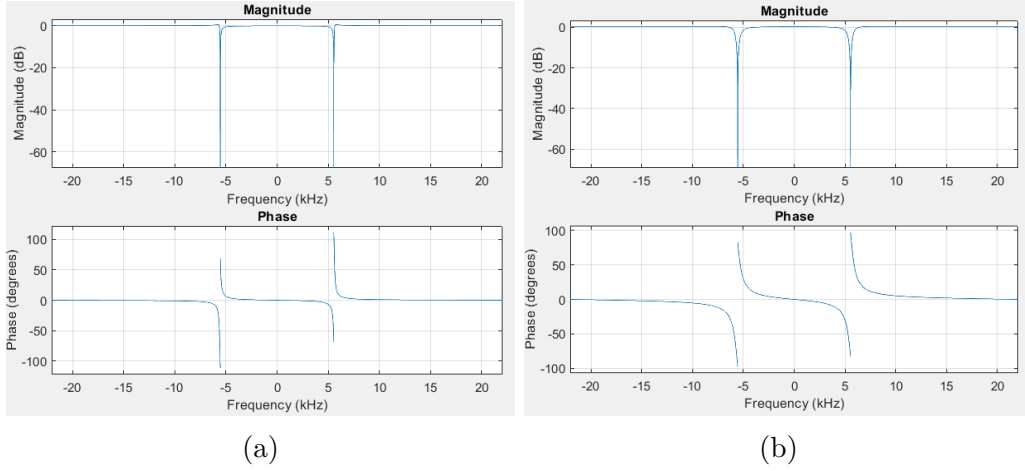 Magnitude
Magnitude (dB)
0
-20
-40
-60
-20 -15 -10 -5 0 5 10 15 20
Frequency (kHz)
Phase
Phase (degrees)
100
50
0
-50
-100
-20 -15 -10 -5 0 5 10 15 20
Frequency (kHz)
(a)
Magnitude
Magnitude (dB)
0
-20
-40
-60
-20 -15 -10 -5 0 5 10 15 20
Frequency (kHz)
Phase
Phase (degrees)
100
50
0
-50
-100
-20 -15 -10 -5 0 5 10 15 20
Frequency (kHz)
(b)